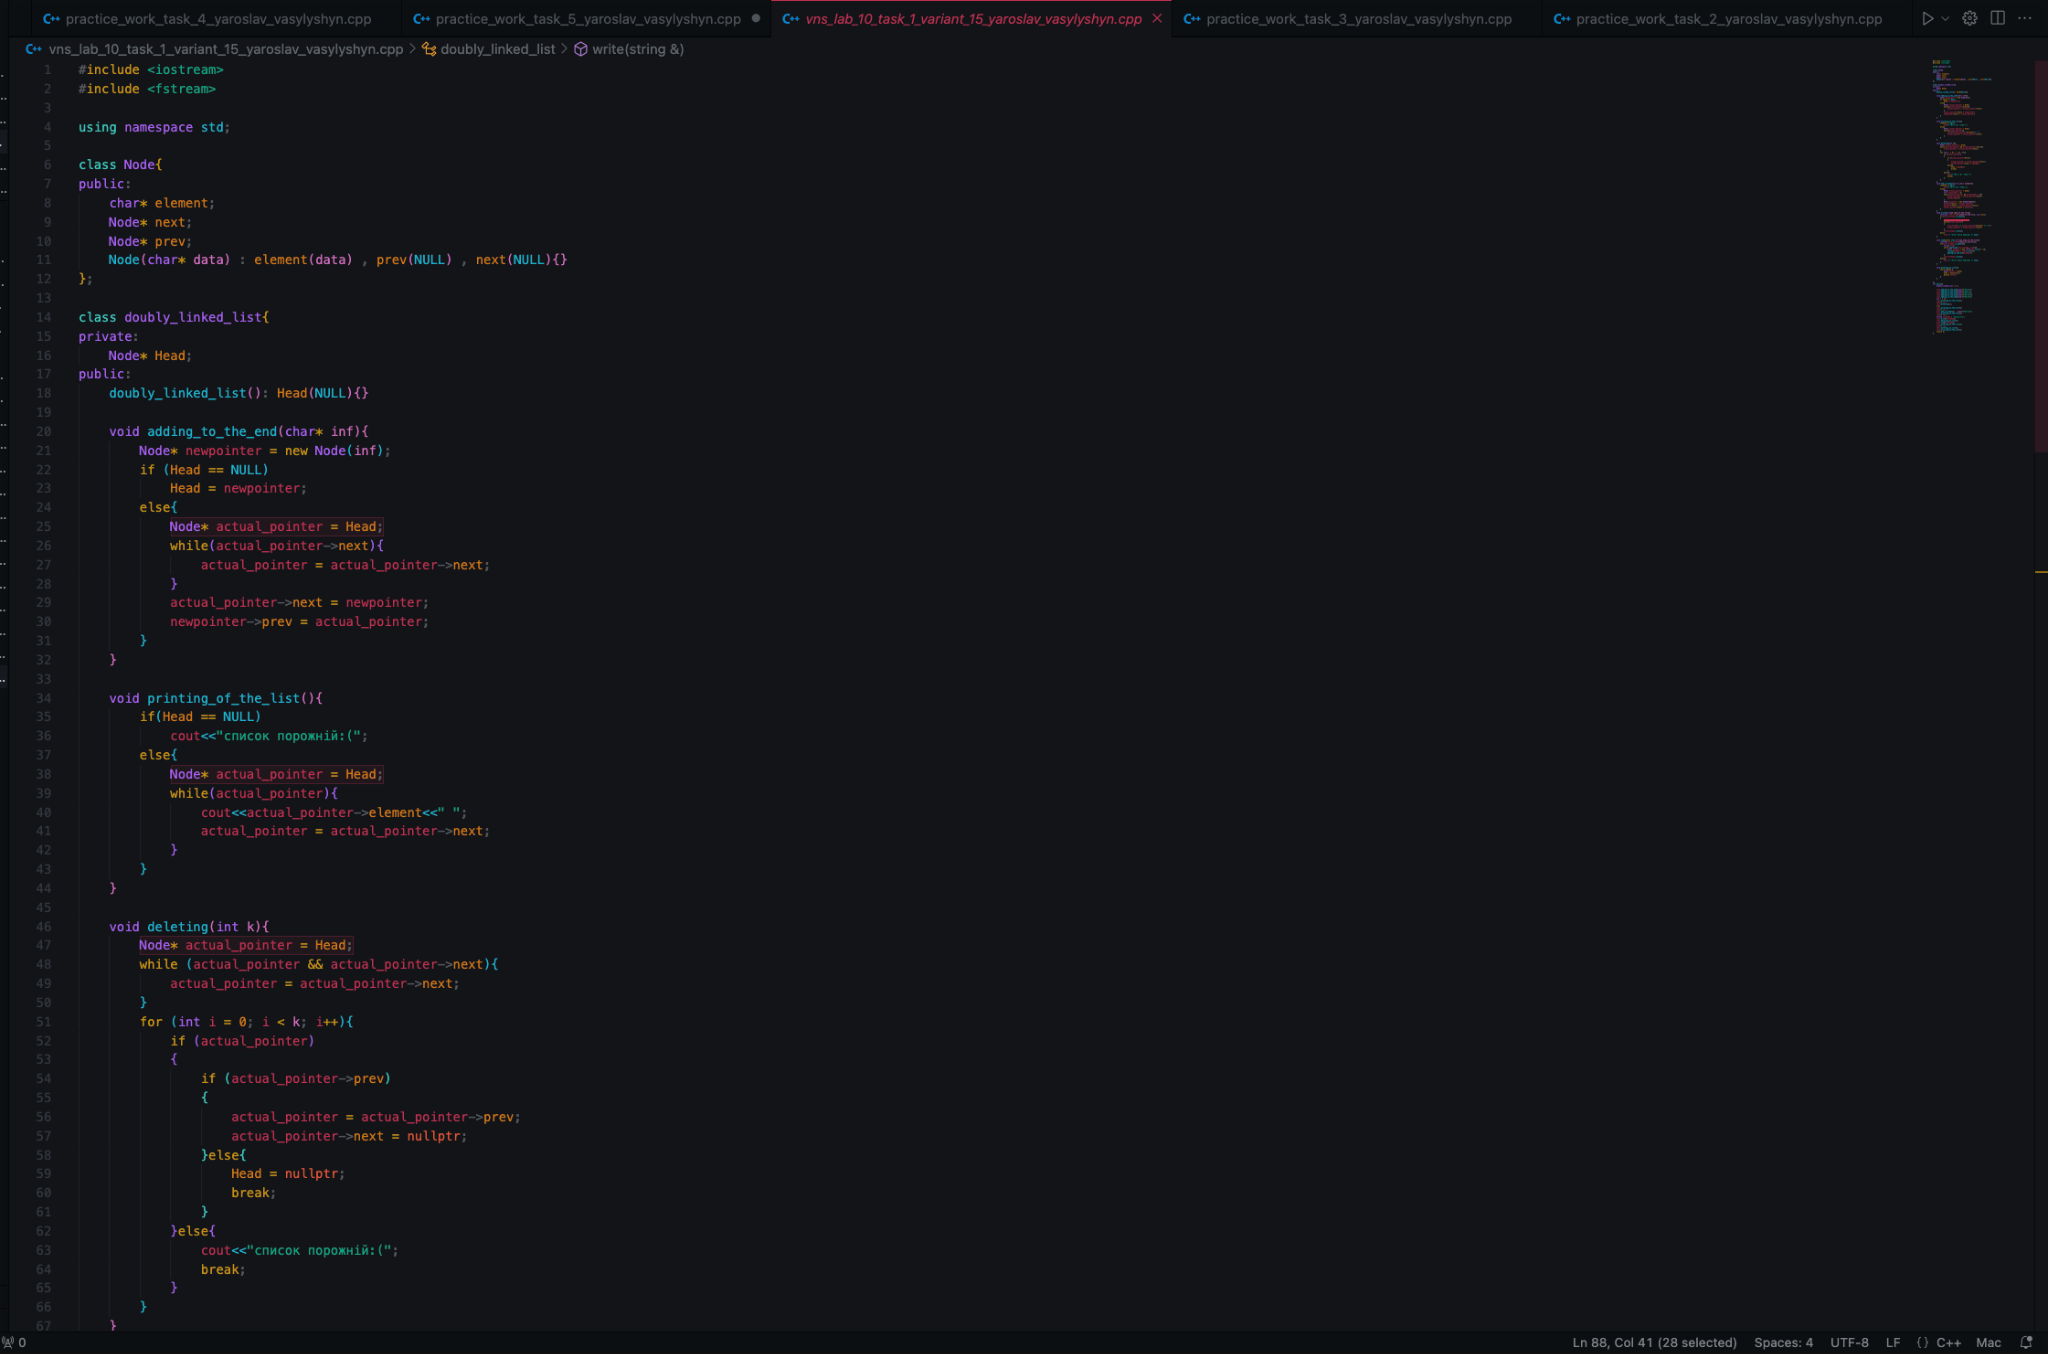 practice_work_task_4_yaroslav_vasylyshyn.cpp practice_work_task_5_yaroslav_vasylyshyn.cpp vns_lab_10_task_1_variant_15_yaroslav_vasylyshyn.cpp practice_work_task_3_yaroslav_vasylyshyn.cpp practice_work_task_2_yaroslav_vasylyshyn.cpp
vns_lab_10_task_1_variant_15_yaroslav_vasylyshyn.cpp > doubly_linked_list > write(string &)
1 #include <iostream>
2 #include <fstream>
3
4 using namespace std;
5
6 class Node{
7 public:
8     char* element;
9     Node* next;
10     Node* prev;
11     Node(char* data) : element(data) , prev(NULL) , next(NULL){}
12 };
13
14 class doubly_linked_list{
15 private:
16     Node* Head;
17 public:
18     doubly_linked_list(): Head(NULL){}
19
20     void adding_to_the_end(char* inf){
21         Node* newpointer = new Node(inf);
22         if (Head == NULL)
23             Head = newpointer;
24         else{
25             Node* actual_pointer = Head;
26             while(actual_pointer->next){
27                 actual_pointer = actual_pointer->next;
28             }
29             actual_pointer->next = newpointer;
30             newpointer->prev = actual_pointer;
31         }
32     }
33
34     void printing_of_the_list(){
35         if(Head == NULL)
36             cout<<"список порожній:(";
37         else{
38             Node* actual_pointer = Head;
39             while(actual_pointer){
40                 cout<<actual_pointer->element<<" ";
41                 actual_pointer = actual_pointer->next;
42             }
43         }
44     }
45
46     void deleting(int k){
47         Node* actual_pointer = Head;
48         while (actual_pointer && actual_pointer->next){
49             actual_pointer = actual_pointer->next;
50         }
51         for (int i = 0; i < k; i++){
52             if (actual_pointer)
53             {
54                 if (actual_pointer->prev)
55                 {
56                     actual_pointer = actual_pointer->prev;
57                     actual_pointer->next = nullptr;
58                 }else{
59                     Head = nullptr;
60                     break;
61                 }
62             }else{
63                 cout<<"список порожній:(";
64                 break;
65             }
66         }
67     }
0 Ln 88, Col 41 (28 selected) Spaces: 4 UTF-8 LF {} C++ Mac